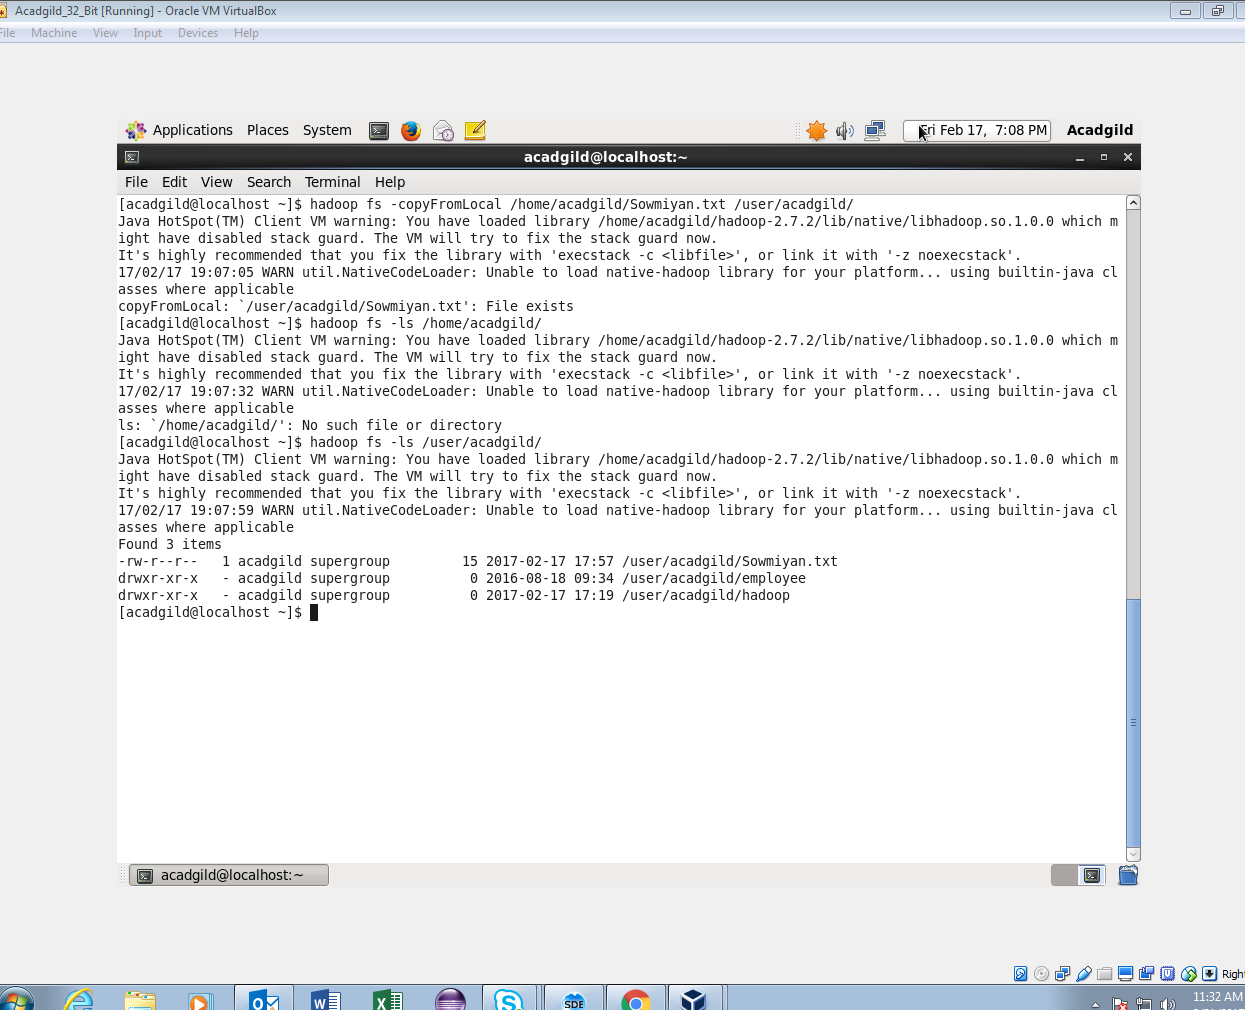 Acadgild_32_Bit [Running] - Oracle VM VirtualBox
File Machine View Input Devices Help
Applications Places System Fri Feb 17, 7:08 PM Acadgild
acadgild@localhost:~
File Edit View Search Terminal Help
[acadgild@localhost ~]$ hadoop fs -copyFromLocal /home/acadgild/Sowmiyan.txt /user/acadgild/
Java HotSpot(TM) Client VM warning: You have loaded library /home/acadgild/hadoop-2.7.2/lib/native/libhadoop.so.1.0.0 which m
ight have disabled stack guard. The VM will try to fix the stack guard now.
It's highly recommended that you fix the library with 'execstack -c <libfile>', or link it with '-z noexecstack'.
17/02/17 19:07:05 WARN util.NativeCodeLoader: Unable to load native-hadoop library for your platform... using builtin-java cl
asses where applicable
copyFromLocal: `/user/acadgild/Sowmiyan.txt': File exists
[acadgild@localhost ~]$ hadoop fs -ls /home/acadgild/
Java HotSpot(TM) Client VM warning: You have loaded library /home/acadgild/hadoop-2.7.2/lib/native/libhadoop.so.1.0.0 which m
ight have disabled stack guard. The VM will try to fix the stack guard now.
It's highly recommended that you fix the library with 'execstack -c <libfile>', or link it with '-z noexecstack'.
17/02/17 19:07:32 WARN util.NativeCodeLoader: Unable to load native-hadoop library for your platform... using builtin-java cl
asses where applicable
ls: `/home/acadgild/': No such file or directory
[acadgild@localhost ~]$ hadoop fs -ls /user/acadgild/
Java HotSpot(TM) Client VM warning: You have loaded library /home/acadgild/hadoop-2.7.2/lib/native/libhadoop.so.1.0.0 which m
ight have disabled stack guard. The VM will try to fix the stack guard now.
It's highly recommended that you fix the library with 'execstack -c <libfile>', or link it with '-z noexecstack'.
17/02/17 19:07:59 WARN util.NativeCodeLoader: Unable to load native-hadoop library for your platform... using builtin-java cl
asses where applicable
Found 3 items
-rw-r--r--   1 acadgild supergroup         15 2017-02-17 17:57 /user/acadgild/Sowmiyan.txt
drwxr-xr-x   - acadgild supergroup          0 2016-08-18 09:34 /user/acadgild/employee
drwxr-xr-x   - acadgild supergroup          0 2017-02-17 17:19 /user/acadgild/hadoop
[acadgild@localhost ~]$
acadgild@localhost:~
Right
SDE
11:32 AM